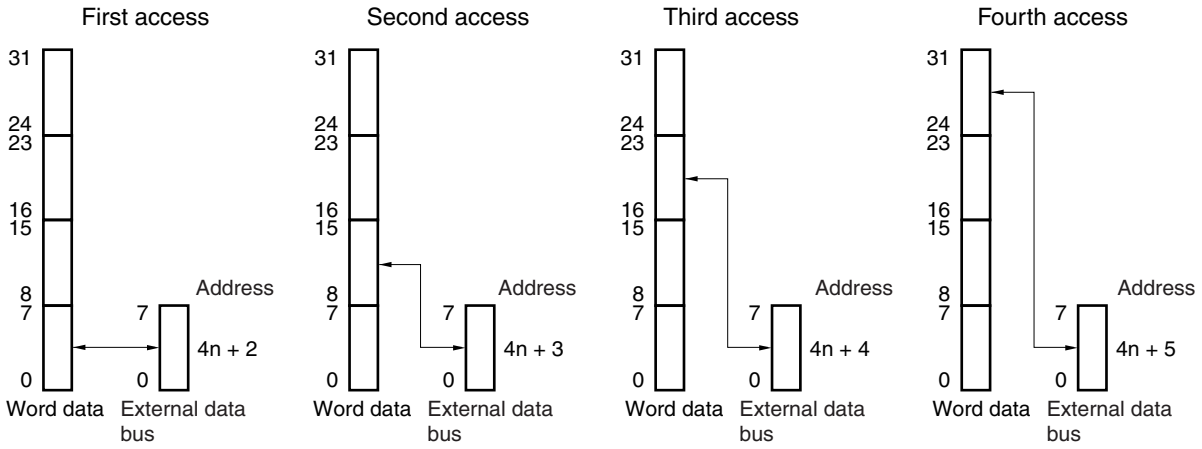 First access
Second access
Third access
Fourth access
31
31
31
31
24
24
24
24
23
23
23
23
16
16
16
16
15
15
15
15
Address
Address
Address
Address
8
8
8
8
7
7
7
7
7
7
7
7
4n + 2
4n + 3
4n + 4
4n + 5
0
0
0
0
0
0
0
0
Word data
External data
bus
Word data
External data
bus
Word data
External data
bus
Word data
External data
bus